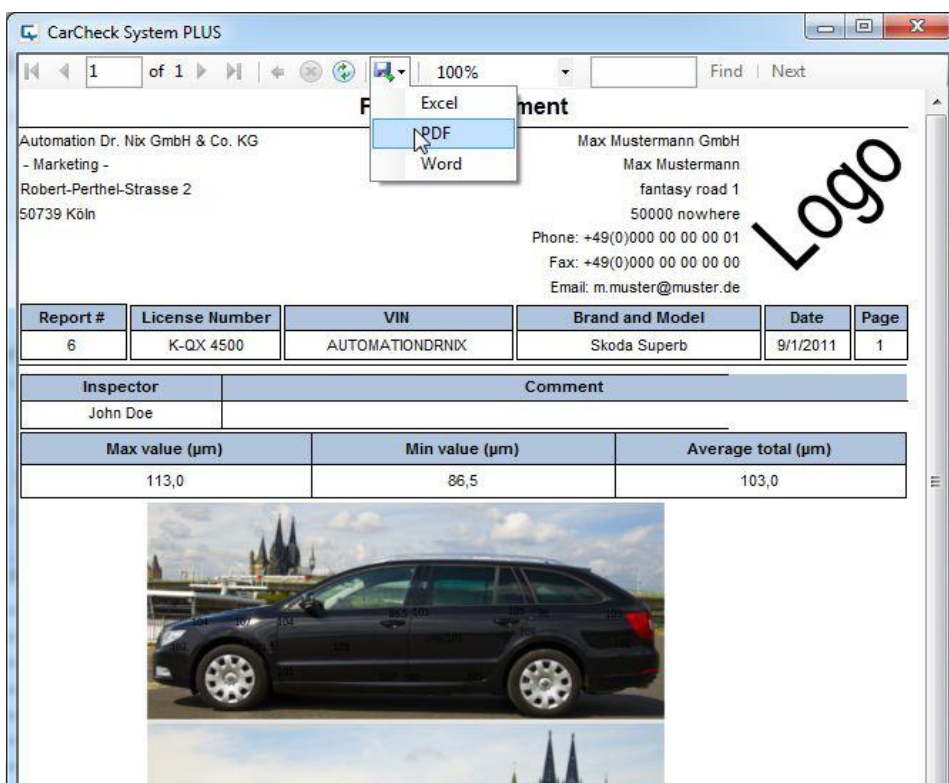 CarCheck System PLUS
1 of 1 100% Find | Next
Excel
PDF
Word
Automation Dr. Nix GmbH & Co. KG
- Marketing -
Robert-Perthel-Strasse 2
50739 Köln
Max Mustermann GmbH
Max Mustermann
fantasy road 1
50000 nowhere
Phone: +49(0)000 00 00 00 01
Fax: +49(0)000 00 00 00 00
Email: m.muster@muster.de
Logo
Report # License Number VIN Brand and Model Date Page
6 K-QX 4500 AUTOMATIONDRNIX Skoda Superb 9/1/2011 1
Inspector Comment
John Doe
Max value (µm) Min value (µm) Average total (µm)
113,0 86,5 103,0